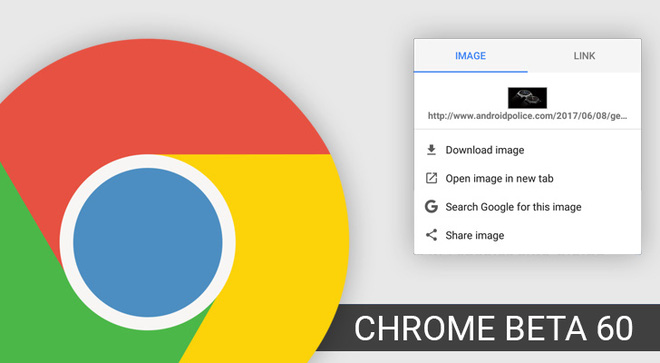 IMAGE
LINK
http://www.androidpolice.com/2017/06/08/ge...
Download image
Open image in new tab
Search Google for this image
Share image
CHROME BETA 60